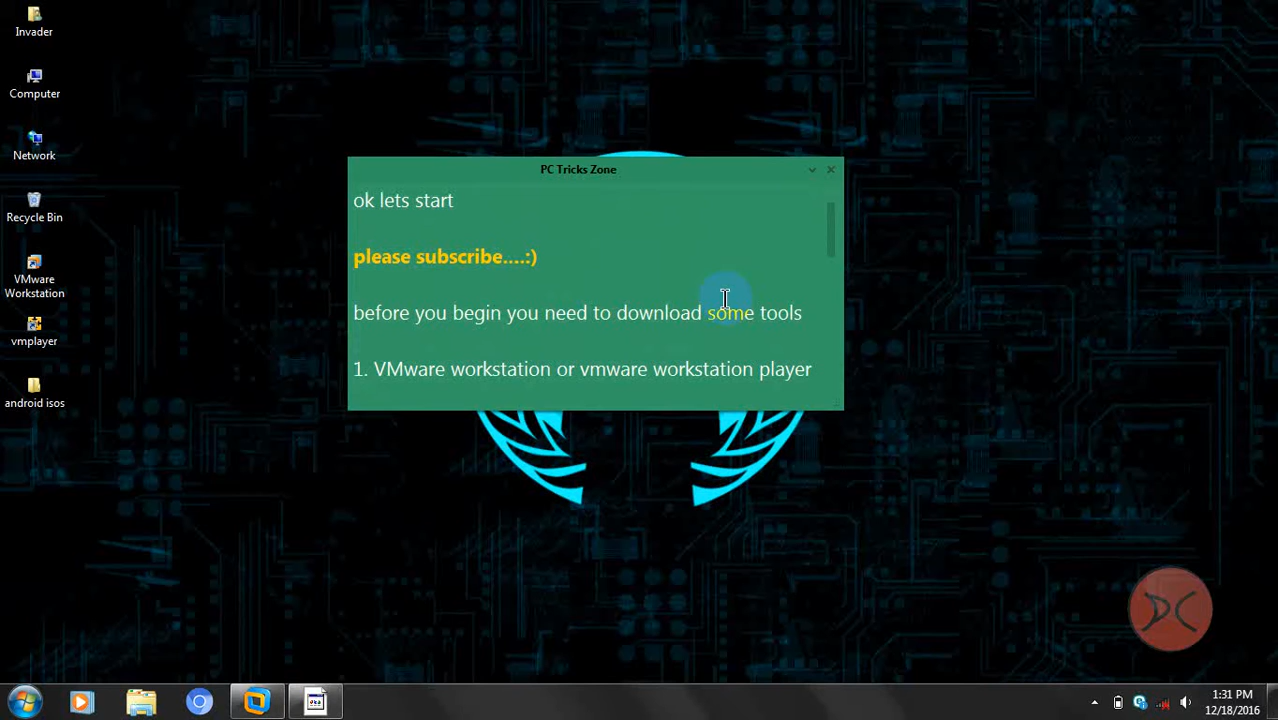 Invader
Computer
Network
Recycle Bin
VMware
Workstation
vmplayer
android isos
PC Tricks Zone
ok lets start
please subscribe....:)
before you begin you need to download some tools
1. VMware workstation or vmware workstation player
1:31 PM
12/18/2016